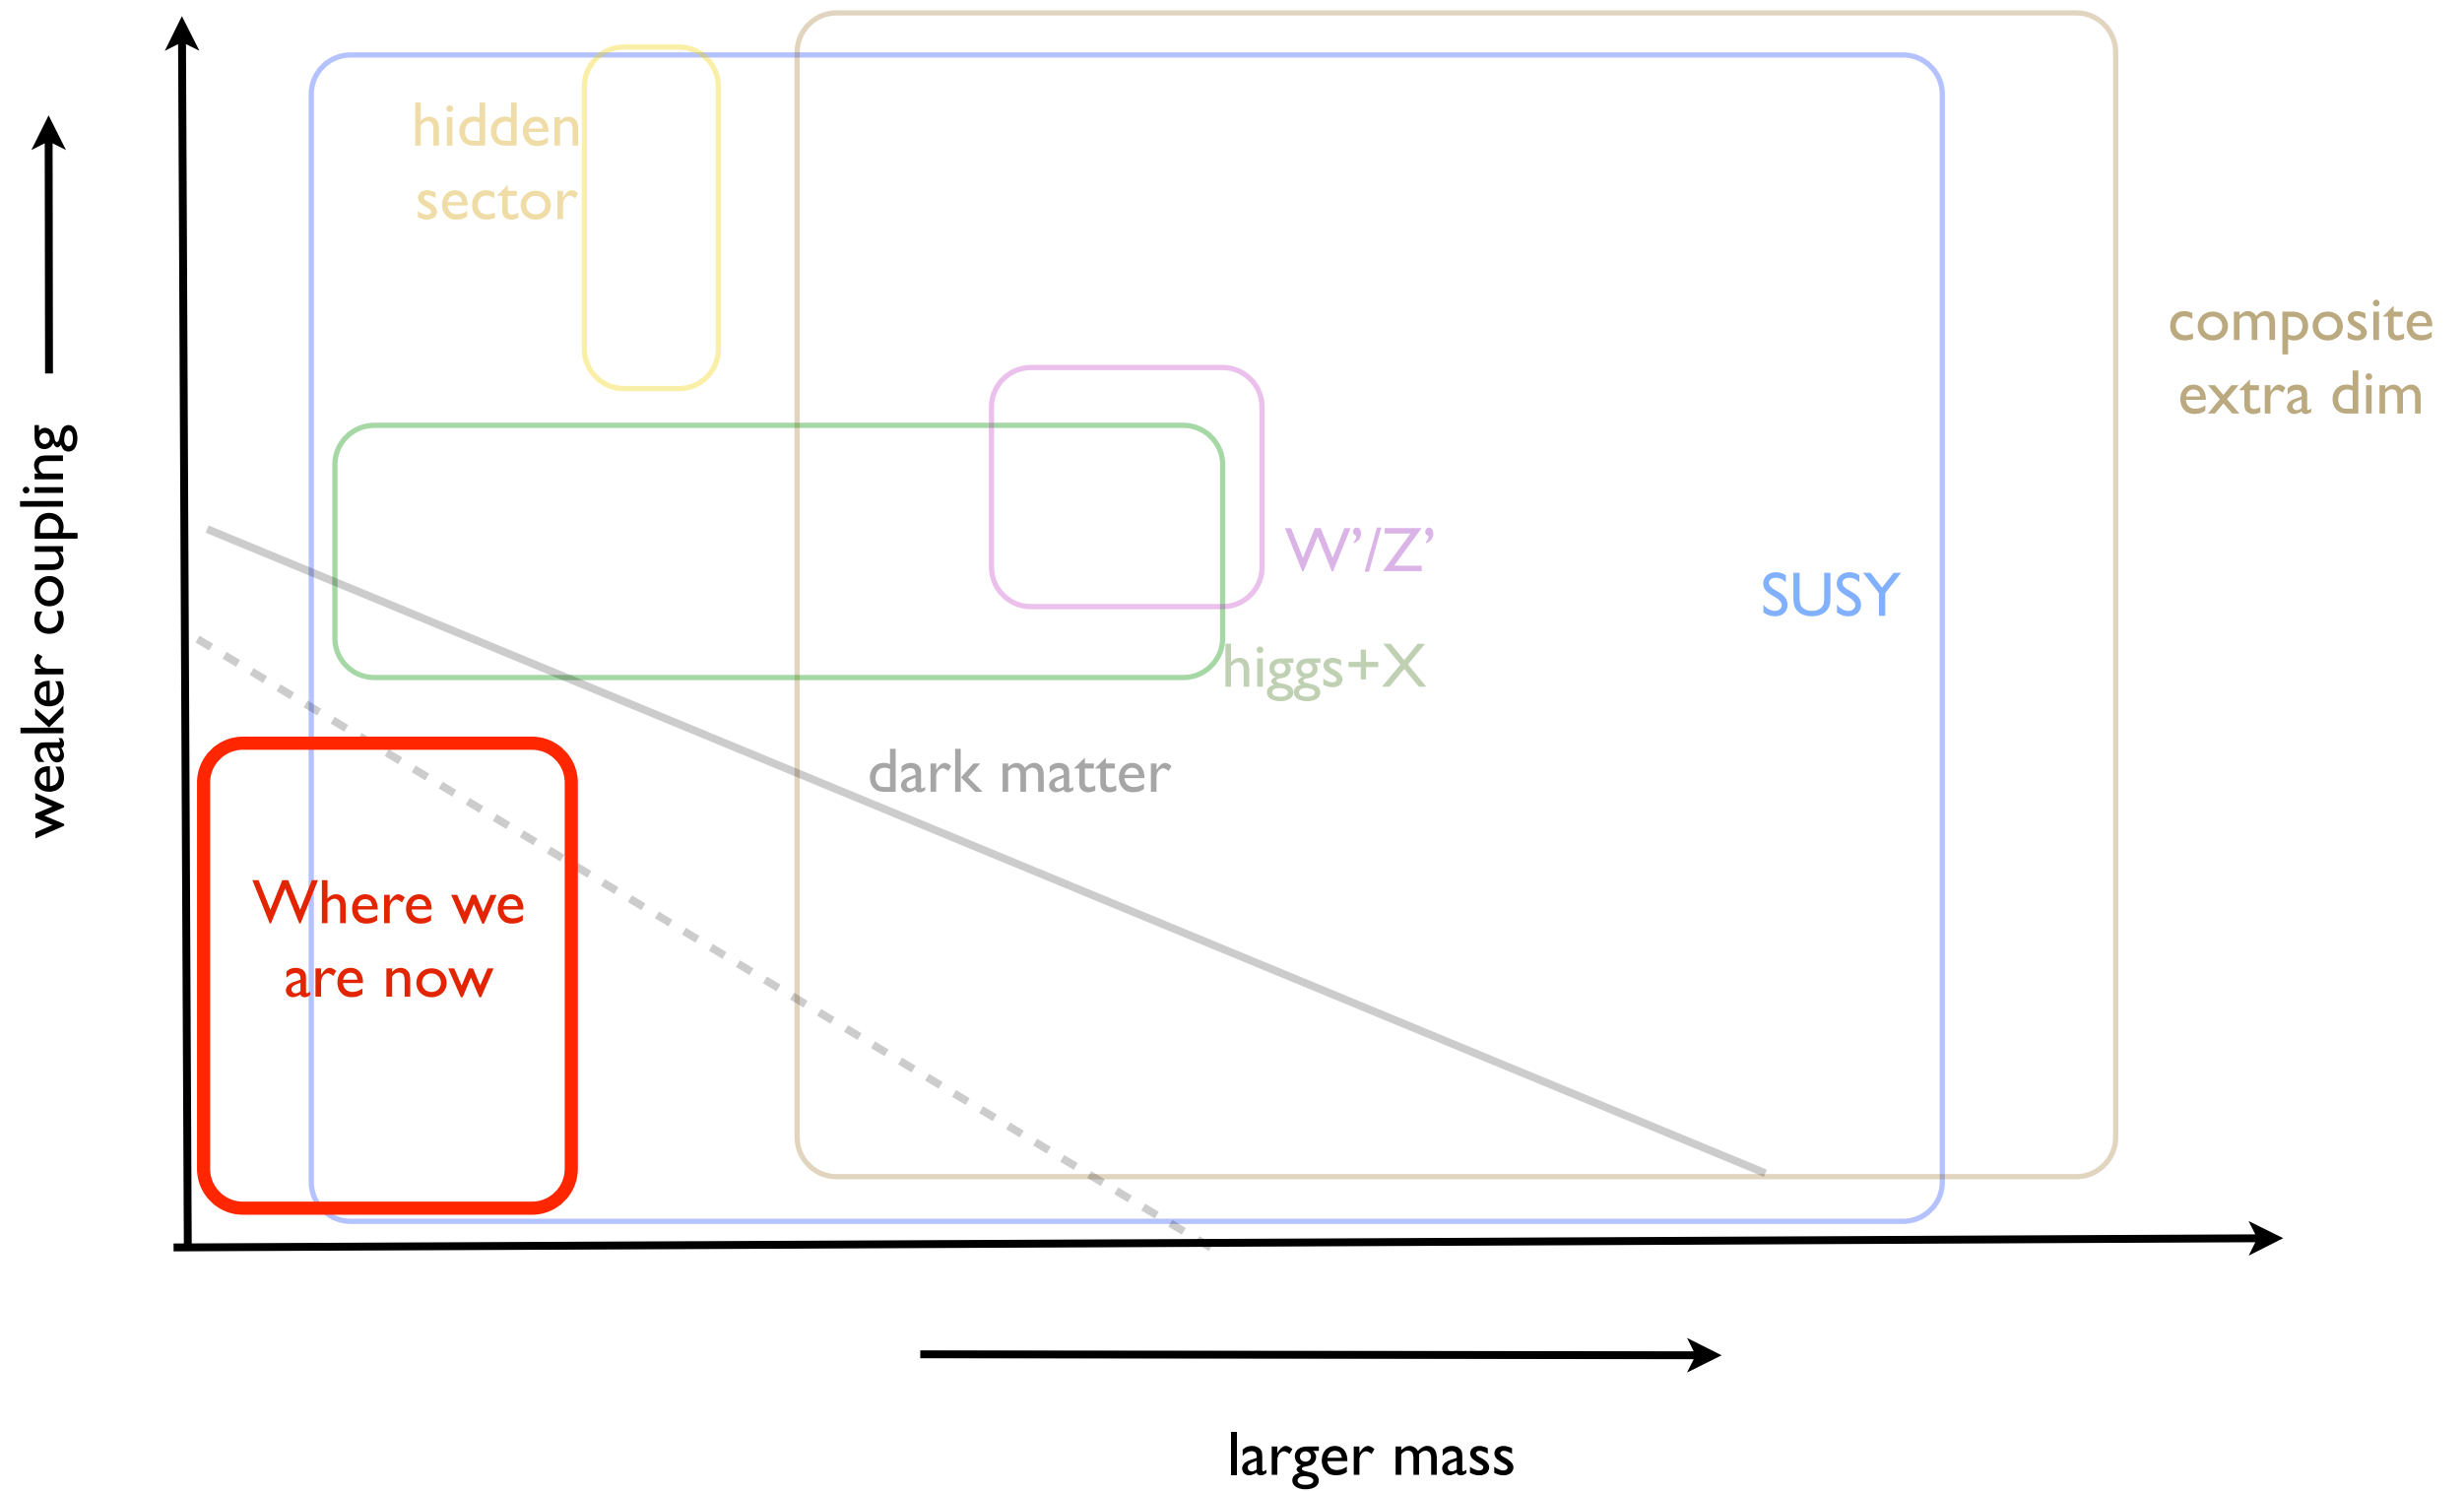 hidden
sector
composite
extra dim
W'/Z'
SUSY
higgs+X
dark matter
weaker coupling
Where we
are now
larger mass